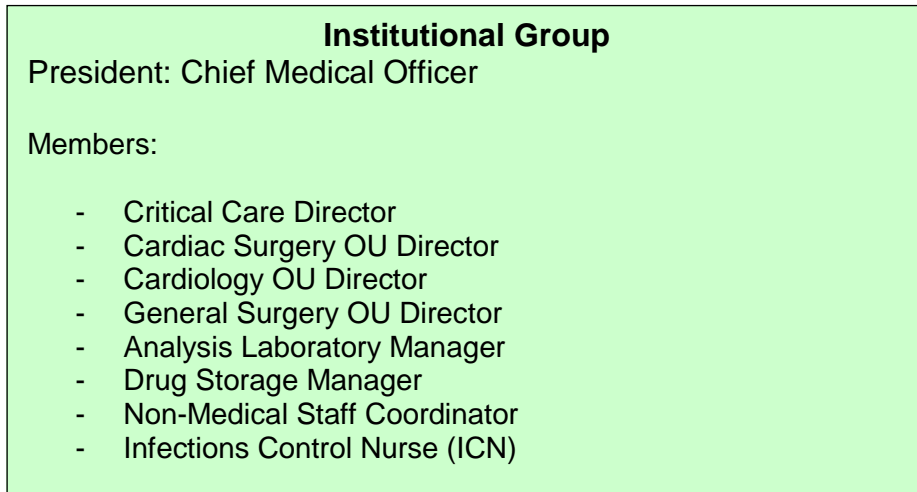 Institutional Group
President: Chief Medical Officer
Members:
- Critical Care Director
- Cardiac Surgery OU Director
- Cardiology OU Director
- General Surgery OU Director
- Analysis Laboratory Manager
- Drug Storage Manager
- Non-Medical Staff Coordinator
- Infections Control Nurse (ICN)